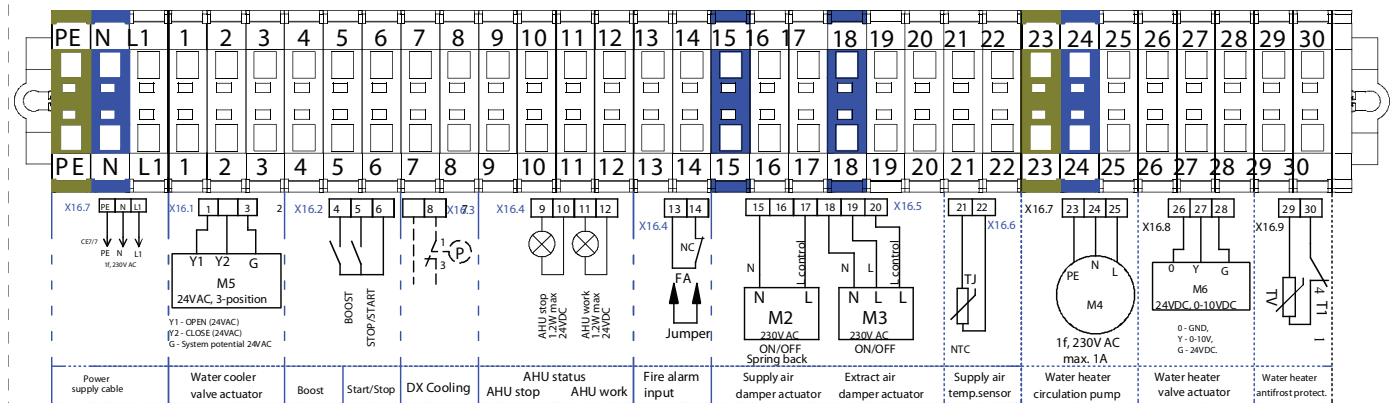 PE N L1 1 2 3 4 5 6 7 8 9 10 11 12 13 14 15 16 17 18 19 20 21 22 23 24 25 26 27 28 29 30
PE N L1 1 2 3 4 5 6 7 8 9 10 11 12 13 14 15 16 17 18 19 20 21 22 23 24 25 26 27 28 29 30
X16.7
PE N L1
CE7/7
PE N L1
1f, 230V AC
Power
supply cable
X16.1
1 3 2
Y1 Y2 G
M5
24VAC, 3-position
Y1 - OPEN (24VAC)
Y2 - CLOSE (24VAC)
G - System potential 24VAC
Water cooler
valve actuator
X16.2
4 5 6
BOOST
STOP/START
Boost
Start/Stop
8 7
X16.3
1
3
P
DX Cooling
X16.4
9 10 11 12
AHU stop
1,2W max
24VDC
AHU work
1,2W max
24VDC
AHU status
AHU stop AHU work
13 14
X16.4
NC
FA
Jumper
Fire alarm
input
15 16 17 18 19 20
X16.5
N
L control
N L
L control
N L
M2
230V AC
ON/OFF
Spring back
N L L
M3
230V AC
ON/OFF
Supply air
damper actuator
Extract air
damper actuator
21 22
X16.6
TJ
NTC
Supply air
temp.sensor
X16.7
23 24 25
PE N L
M4
1f, 230V AC
max. 1A
Water heater
circulation pump
26 27 28
X16.8
0 Y G
M6
24VDC, 0-10VDC
0 - GND,
Y - 0-10V,
G - 24VDC.
Water heater
valve actuator
29 30
X16.9
TV
4
T1
1
Water heater
antifrost protect.